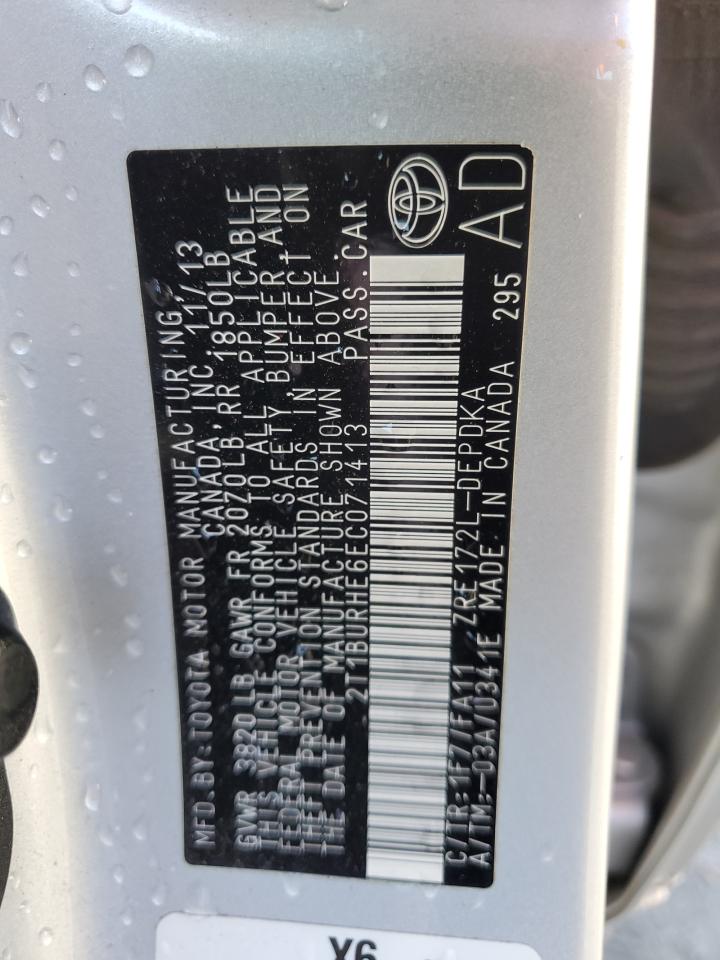 MFD. BY: TOYOTA MOTOR MANUFACTURING,
CANADA, INC. 11/13
GVWR 3820LB GAWR FR 2070LB, RR 1850LB
THIS VEHICLE CONFORMS TO ALL APPLICABLE
FEDERAL MOTOR VEHICLE SAFETY, BUMPER AND
THEFT PREVENTION STANDARDS IN EFFECT ON
THE DATE OF MANUFACTURE SHOWN ABOVE.
2T1BURHE6EC071413 PASS.CAR
C/TR: 1F7/FA11 ZRE172L-DEPDKA
A/TM: -03A/0341E MADE IN CANADA 295
AD
X6